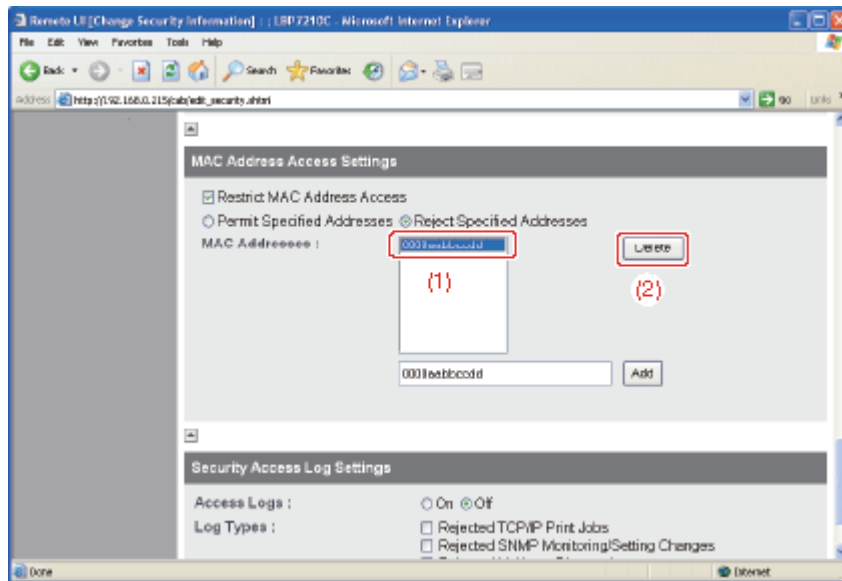 Remote UI [Change Security Information] : : LBP7210C - Microsoft Internet Explorer
File Edit View Favorites Tools Help
Back Search Favorites
Address http://192.168.0.215/cab/edit_security.shtml Go Links
MAC Address Access Settings
Restrict MAC Address Access
Permit Specified Addresses Reject Specified Addresses
MAC Addresses :
Delete
(1)
(2)
Add
Security Access Log Settings
Access Logs : On Off
Log Types : Rejected TCP/IP Print Jobs
Rejected SNMP Monitoring/Setting Changes
Done Internet